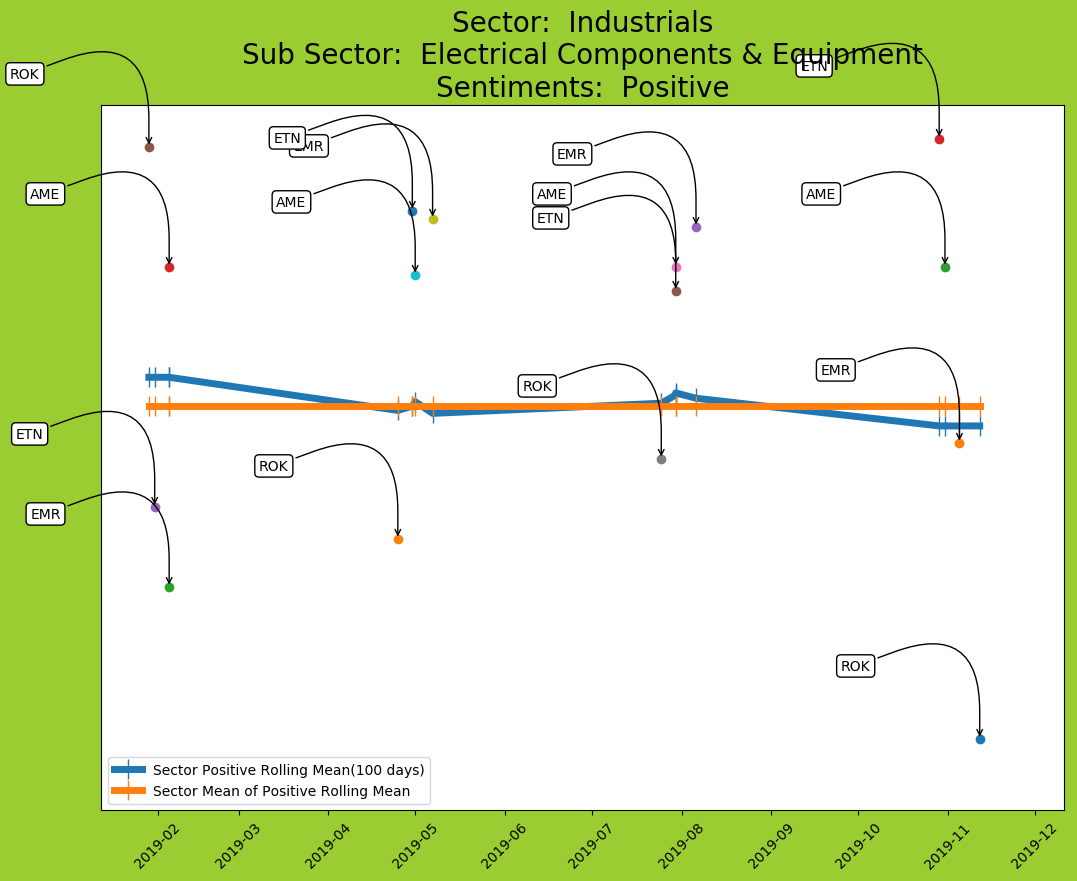 Sector:  Industrials
Sub Sector:  Electrical Components & Equipment
Sentiments:  Positive
ROK
ETN
ETN
EMR
EMR
AME
AME
AME
AME
ETN
EMR
ROK
ETN
ROK
EMR
ROK
Sector Positive Rolling Mean(100 days)
Sector Mean of Positive Rolling Mean
2019-02
2019-03
2019-04
2019-05
2019-06
2019-07
2019-08
2019-09
2019-10
2019-11
2019-12